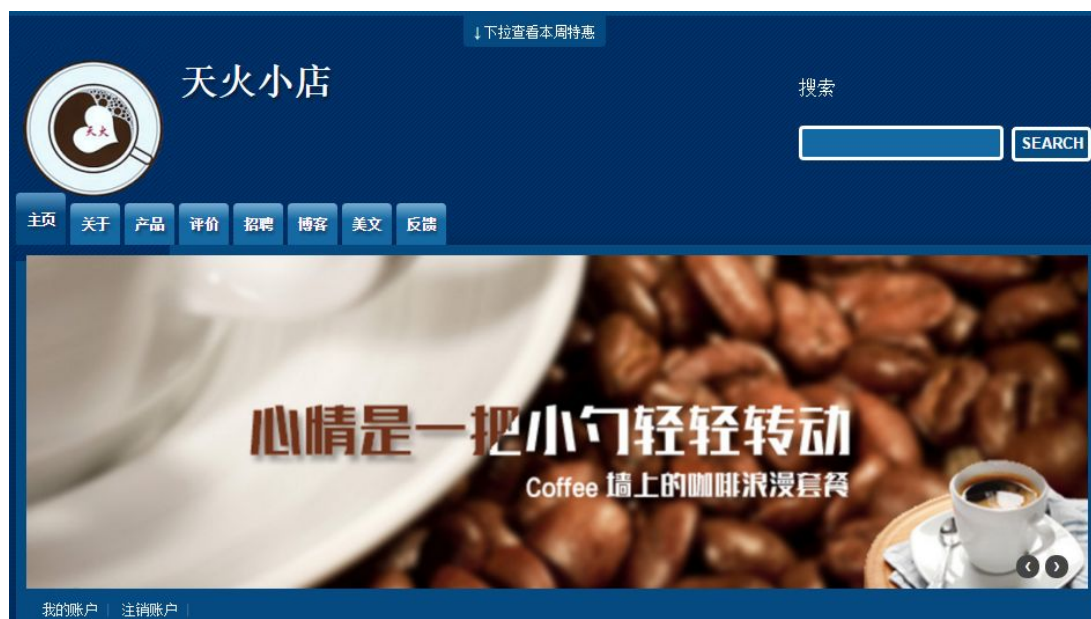 ↓下拉查看本周特惠
天火小店
天火
搜索
SEARCH
主页 关于 产品 评价 招聘 博客 美文 反馈
心情是一把小勺轻轻转动
Coffee 墙上的咖啡浪漫套餐
我的账户 | 注销账户 |